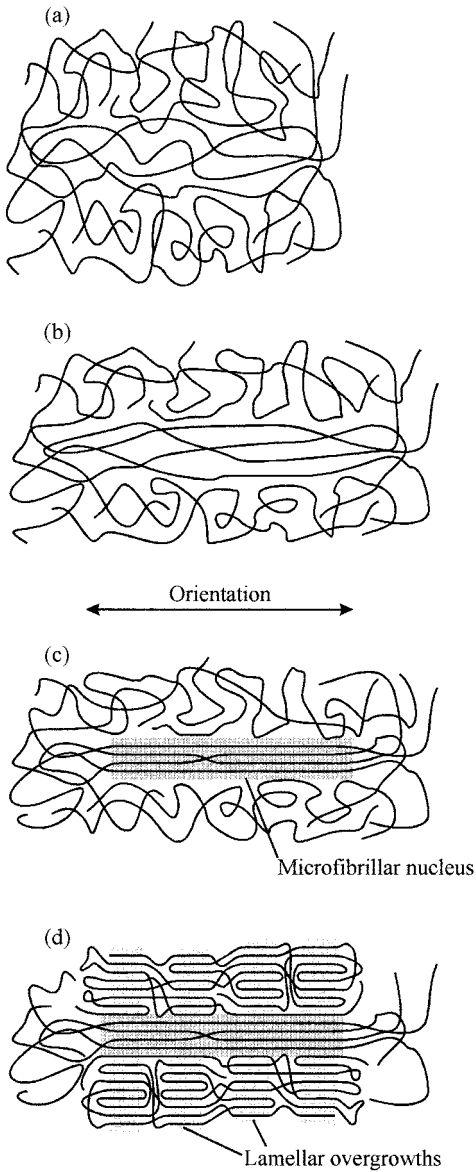 (a)
(b)
Orientation
(c)
Microfibrillar nucleus
(d)
Lamellar overgrowths